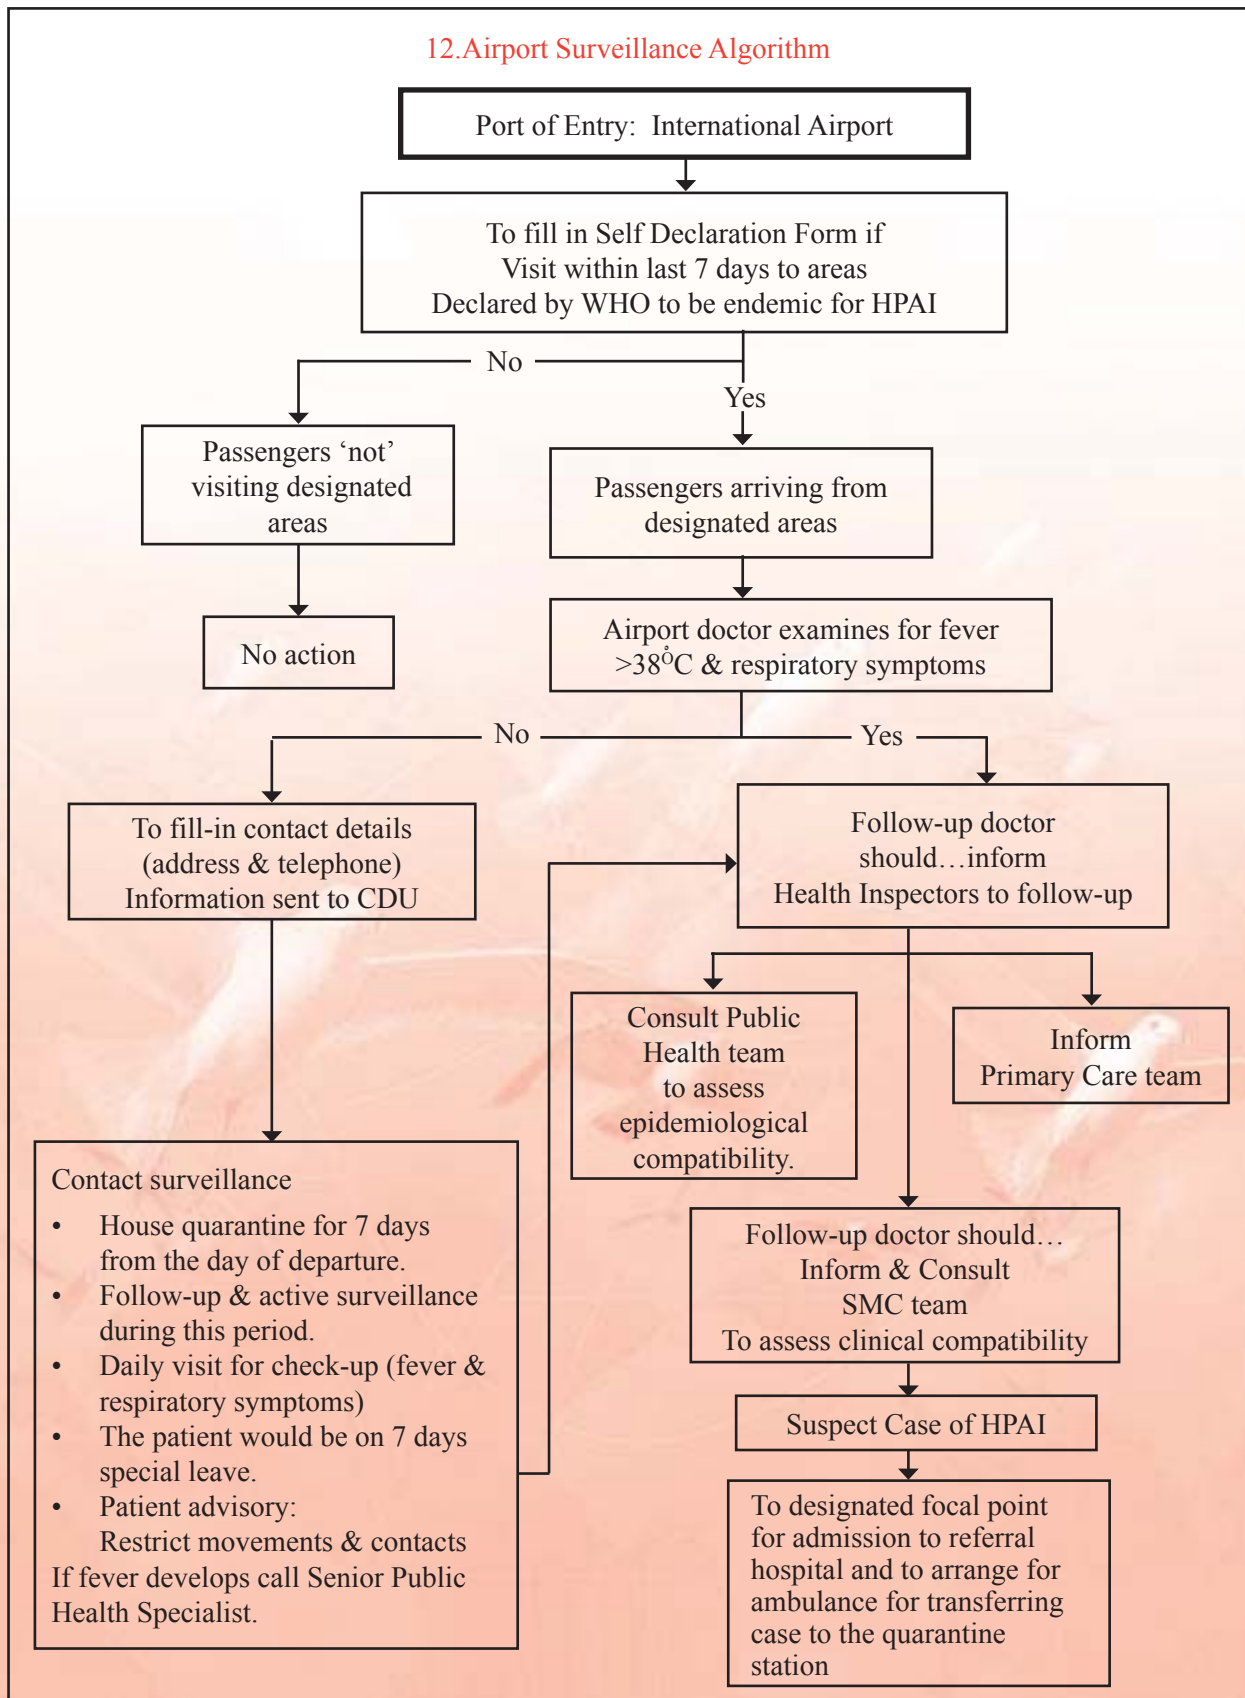 12.Airport Surveillance Algorithm
Port of Entry: International Airport
To fill in Self Declaration Form if
Visit within last 7 days to areas
Declared by WHO to be endemic for HPAI
No
Yes
Passengers ‘not’
visiting designated
areas
Passengers arriving from
designated areas
No action
Airport doctor examines for fever
>38°C & respiratory symptoms
No
Yes
To fill-in contact details
(address & telephone)
Information sent to CDU
Follow-up doctor
should…inform
Health Inspectors to follow-up
Consult Public
Health team
to assess
epidemiological
compatibility.
Inform
Primary Care team
Contact surveillance
• House quarantine for 7 days
from the day of departure.
• Follow-up & active surveillance
during this period.
• Daily visit for check-up (fever &
respiratory symptoms)
• The patient would be on 7 days
special leave.
• Patient advisory:
Restrict movements & contacts
If fever develops call Senior Public
Health Specialist.
Follow-up doctor should…
Inform & Consult
SMC team
To assess clinical compatibility
Suspect Case of HPAI
To designated focal point
for admission to referral
hospital and to arrange for
ambulance for transferring
case to the quarantine
station